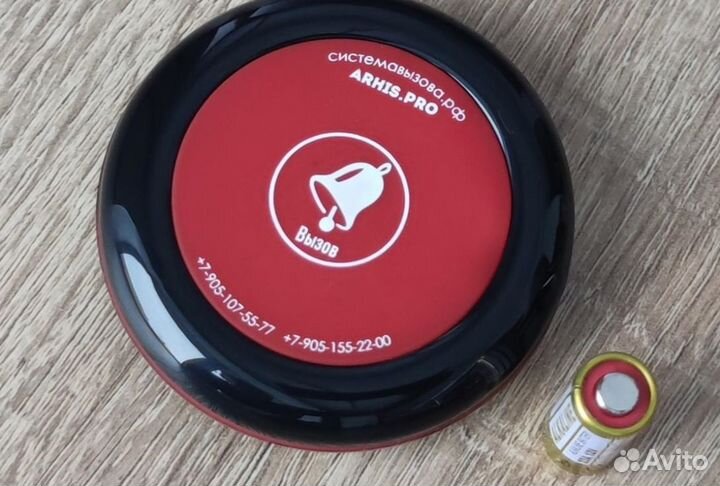 системавызова.рф
ARHIS.PRO
Вызов
+7-905-107-55-77 +7-905-155-22-00
Avito